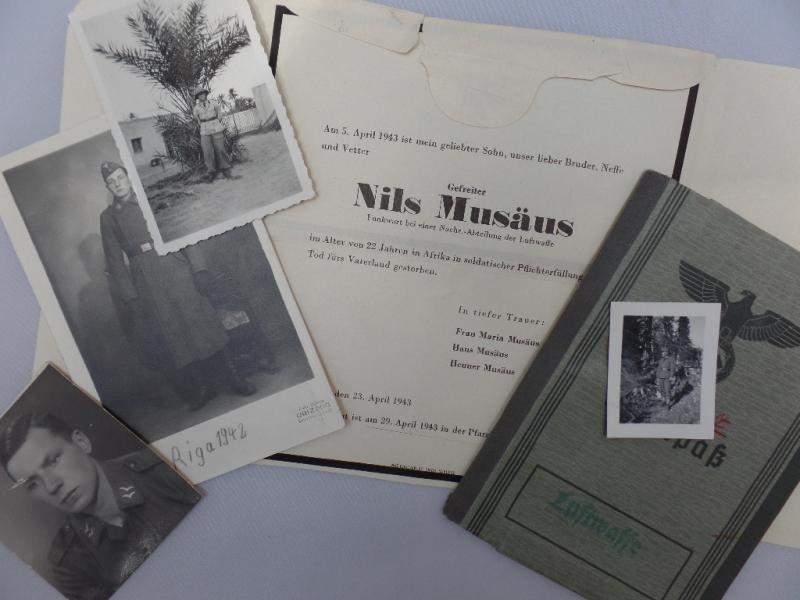 Am 5. April 1943 ist mein geliebter Sohn, unser lieber Bruder, Neffe
und Vetter
Gefreiter
Nils Musäus
Funkwart bei einer Nachr.-Abteilung der Luftwaffe
im Alter von 22 Jahren in Afrika in soldatischer Pflichterfüllung
Tod fürs Vaterland gestorben.
In tiefer Trauer:
Frau Maria Musäus
Hans Musäus
Henner Musäus
den 23. April 1943
ist am 29. April 1943 in der Pfar
Riga 1942
paß
Luftwaffe